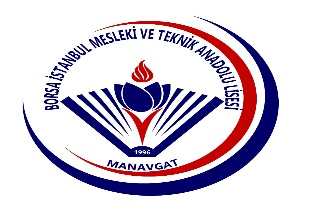 BORSA İSTANBUL MESLEKİ VE TEKNİK ANADOLU LİSESİ
1996
MANAVGAT